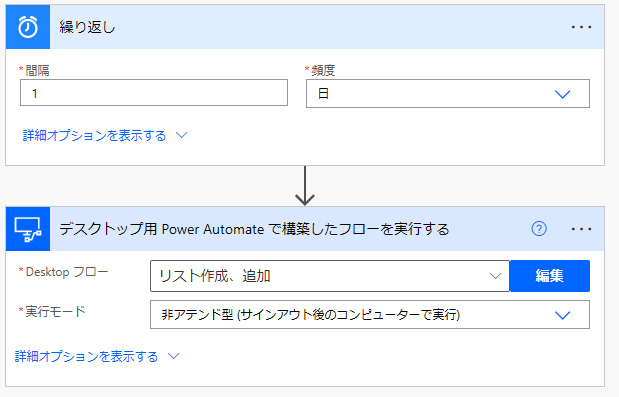 繰り返し
*間隔
*頻度
1
日
詳細オプションを表示する
デスクトップ用 Power Automate で構築したフローを実行する
*Desktop フロー
リスト作成、追加
編集
*実行モード
非アテンド型 (サインアウト後のコンピューターで実行)
詳細オプションを表示する